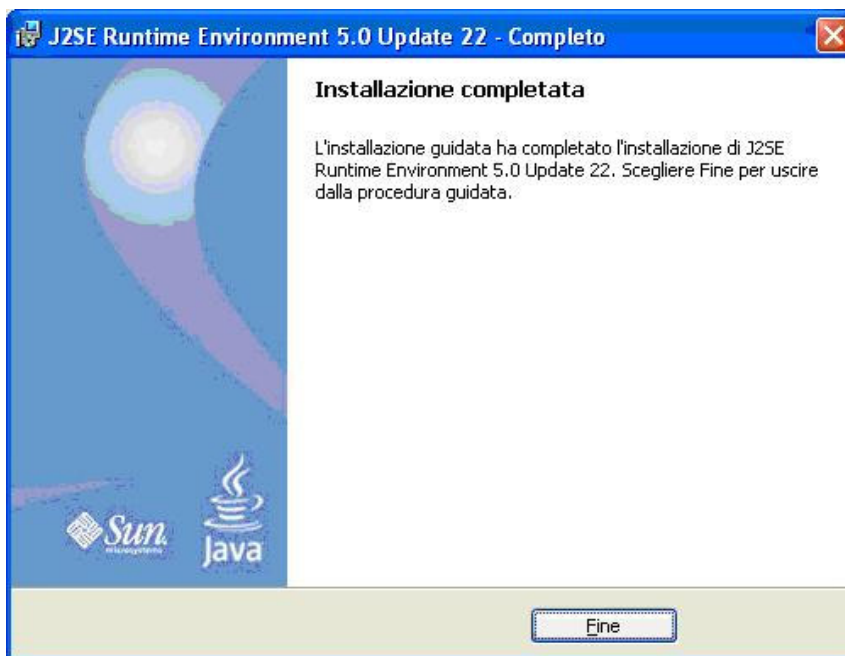 J2SE Runtime Environment 5.0 Update 22 - Completo
Installazione completata
L'installazione guidata ha completato l'installazione di J2SE
Runtime Environment 5.0 Update 22. Scegliere Fine per uscire
dalla procedura guidata.
Sun
microsystems
Java
Fine